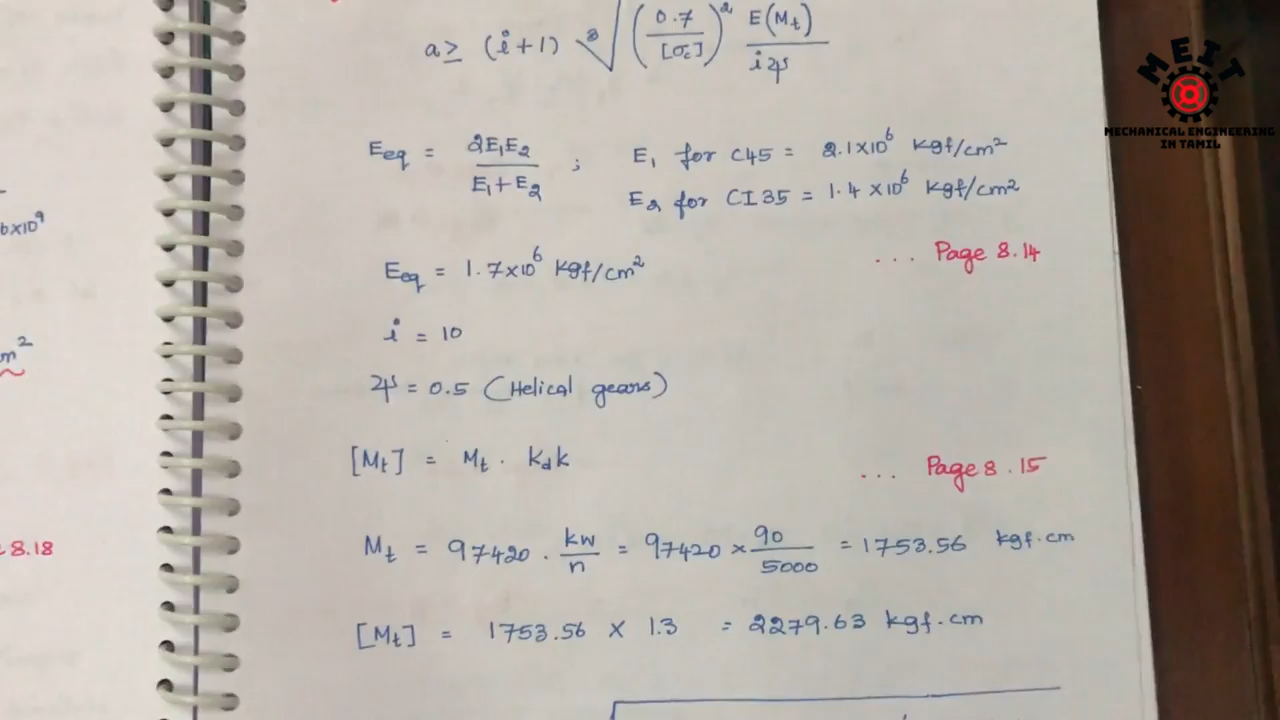 a ≥ (i+1) ∛((0.7/[σc])² E(Mt)/iψ)
MEIT
MECHANICAL ENGINEERING
IN TAMIL
Eeq = 2E1E2/(E1+E2) ; E1 for C45 = 2.1×10⁶ kgf/cm²
E2 for CI35 = 1.4×10⁶ kgf/cm²
... Page 8.14
Eeq = 1.7×10⁶ kgf/cm²
i = 10
ψ = 0.5 (Helical gears)
[Mt] = Mt . Kdk
... Page 8.15
Mt = 97420 . kw/n = 97420 × 90/5000 = 1753.56 kgf.cm
[Mt] = 1753.56 × 1.3 = 2279.63 kgf.cm
8.18